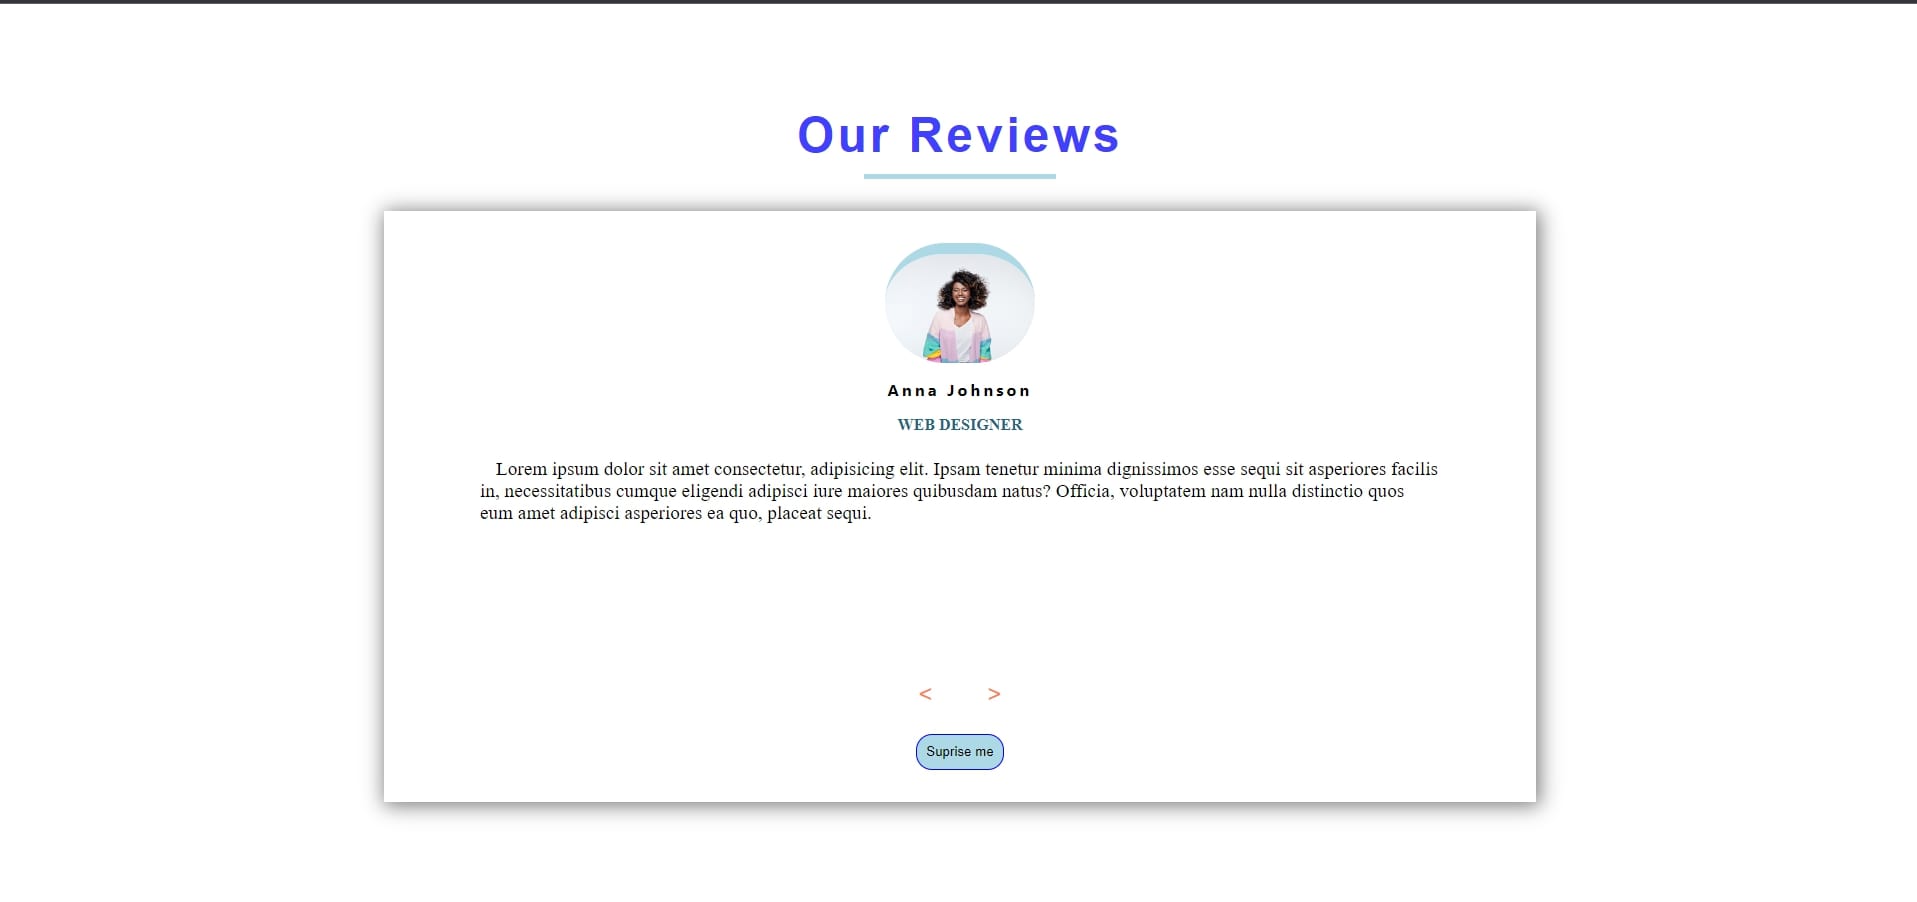 Our Reviews
Anna Johnson
WEB DESIGNER
Lorem ipsum dolor sit amet consectetur, adipisicing elit. Ipsam tenetur minima dignissimos esse sequi sit asperiores facilis
in, necessitatibus cumque eligendi adipisci iure maiores quibusdam natus? Officia, voluptatem nam nulla distinctio quos
eum amet adipisci asperiores ea quo, placeat sequi.
< >
Suprise me